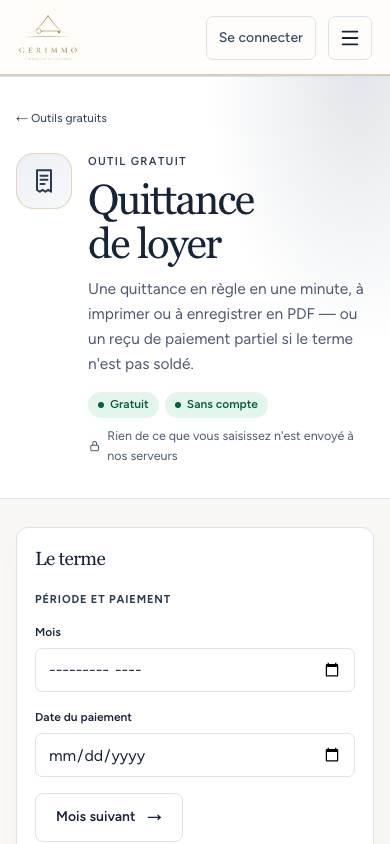 GERIMMO
Se connecter
← Outils gratuits
OUTIL GRATUIT
Quittance
de loyer
Une quittance en règle en une minute, à
imprimer ou à enregistrer en PDF — ou
un reçu de paiement partiel si le terme
n'est pas soldé.
Gratuit
Sans compte
Rien de ce que vous saisissez n'est envoyé à
nos serveurs
Le terme
PÉRIODE ET PAIEMENT
Mois
--------- ----
Date du paiement
mm/dd/yyyy
Mois suivant →